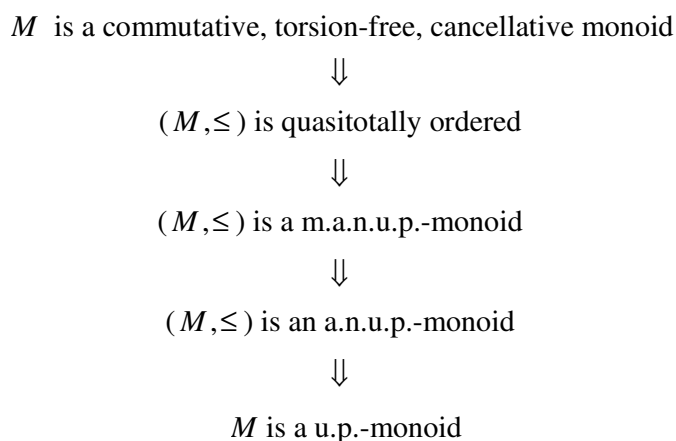 M is a commutative, torsion-free, cancellative monoid
⇓
(M,≤) is quasitotally ordered
⇓
(M,≤) is a m.a.n.u.p.-monoid
⇓
(M,≤) is an a.n.u.p.-monoid
⇓
M is a u.p.-monoid